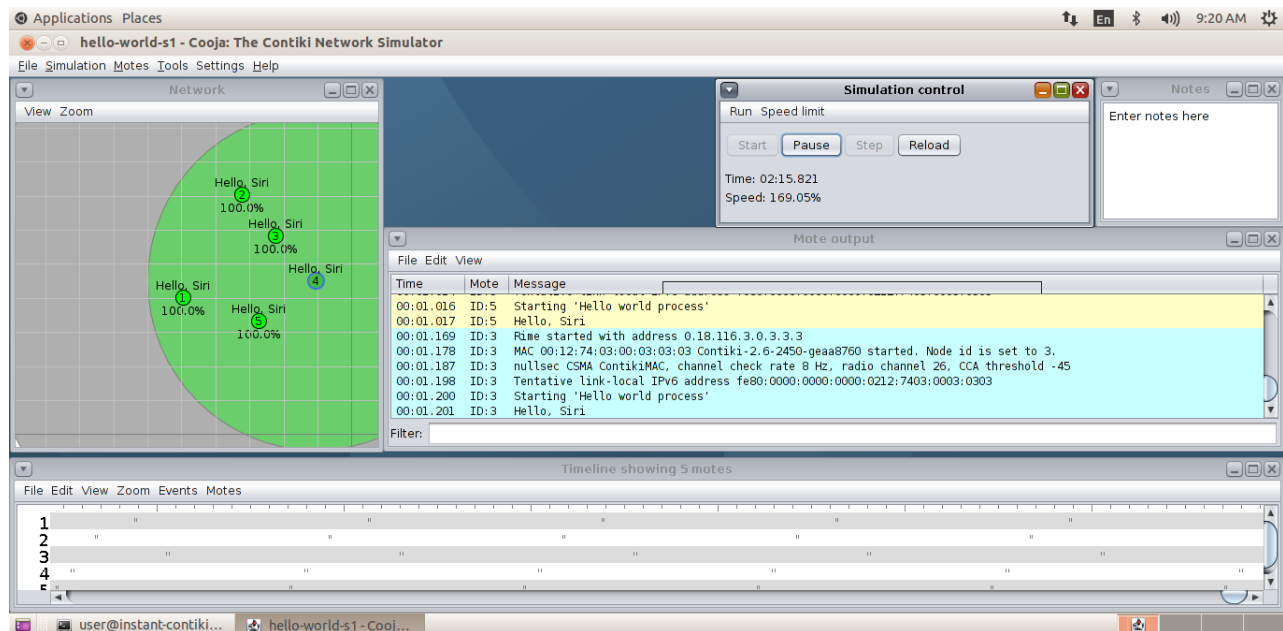 Applications Places
En
9:20 AM
hello-world-s1 - Cooja: The Contiki Network Simulator
File Simulation Motes Tools Settings Help
Network
View Zoom
Hello, Siri
2
100.0%
Hello, Siri
3
100.0%
Hello, Siri
4
Hello, Siri
1
100.0%
Hello, Siri
5
100.0%
Simulation control
Run Speed limit
Start Pause Step Reload
Time: 02:15.821
Speed: 169.05%
Notes
Enter notes here
Mote output
File Edit View
Time Mote Message
00:01.016 ID:5 Starting 'Hello world process'
00:01.017 ID:5 Hello, Siri
00:01.169 ID:3 Rime started with address 0.18.116.3.0.3.3.3
00:01.178 ID:3 MAC 00:12:74:03:00:03:03:03 Contiki-2.6-2450-geaa8760 started. Node id is set to 3.
00:01.187 ID:3 nullsec CSMA ContikiMAC, channel check rate 8 Hz, radio channel 26, CCA threshold -45
00:01.198 ID:3 Tentative link-local IPv6 address fe80:0000:0000:0000:0212:7403:0003:0303
00:01.200 ID:3 Starting 'Hello world process'
00:01.201 ID:3 Hello, Siri
Filter:
Timeline showing 5 motes
File Edit View Zoom Events Motes
1
2
3
4
5
user@instant-contiki... hello-world-s1 - Cooj...